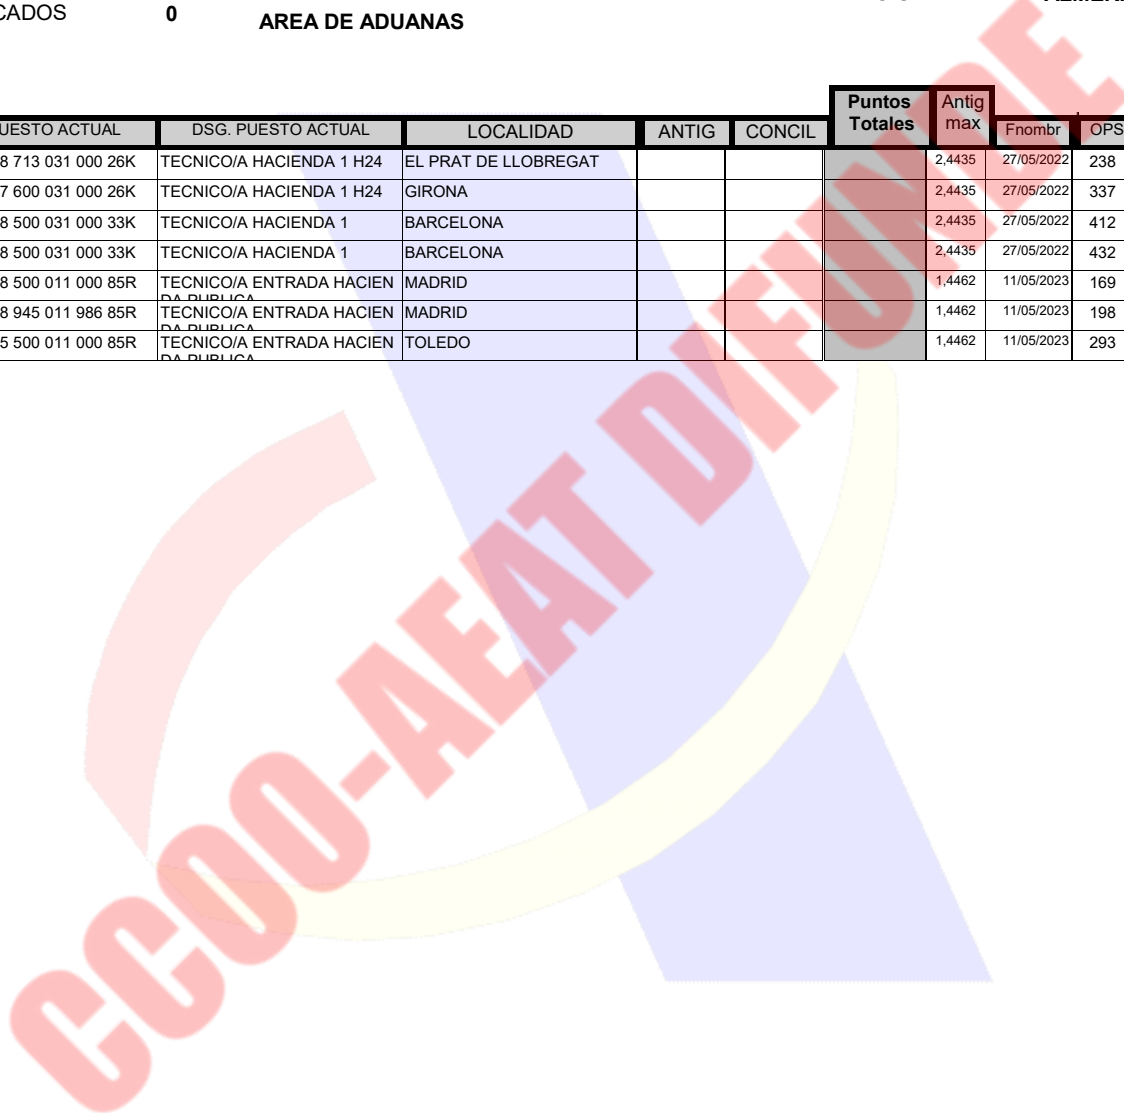 CADOS 0 AREA DE ADUANAS
Puntos Totales Antig max
UESTO ACTUAL DSG. PUESTO ACTUAL LOCALIDAD ANTIG CONCIL Fnombr OPS
8 713 031 000 26K TECNICO/A HACIENDA 1 H24 EL PRAT DE LLOBREGAT 2,4435 27/05/2022 238
7 600 031 000 26K TECNICO/A HACIENDA 1 H24 GIRONA 2,4435 27/05/2022 337
8 500 031 000 33K TECNICO/A HACIENDA 1 BARCELONA 2,4435 27/05/2022 412
8 500 031 000 33K TECNICO/A HACIENDA 1 BARCELONA 2,4435 27/05/2022 432
8 500 011 000 85R TECNICO/A ENTRADA HACIEN MADRID 1,4462 11/05/2023 169
DA PUBLICA
8 945 011 986 85R TECNICO/A ENTRADA HACIEN MADRID 1,4462 11/05/2023 198
DA PUBLICA
5 500 011 000 85R TECNICO/A ENTRADA HACIEN TOLEDO 1,4462 11/05/2023 293
DA PUBLICA
CCOO-AEAT DIFUNDE